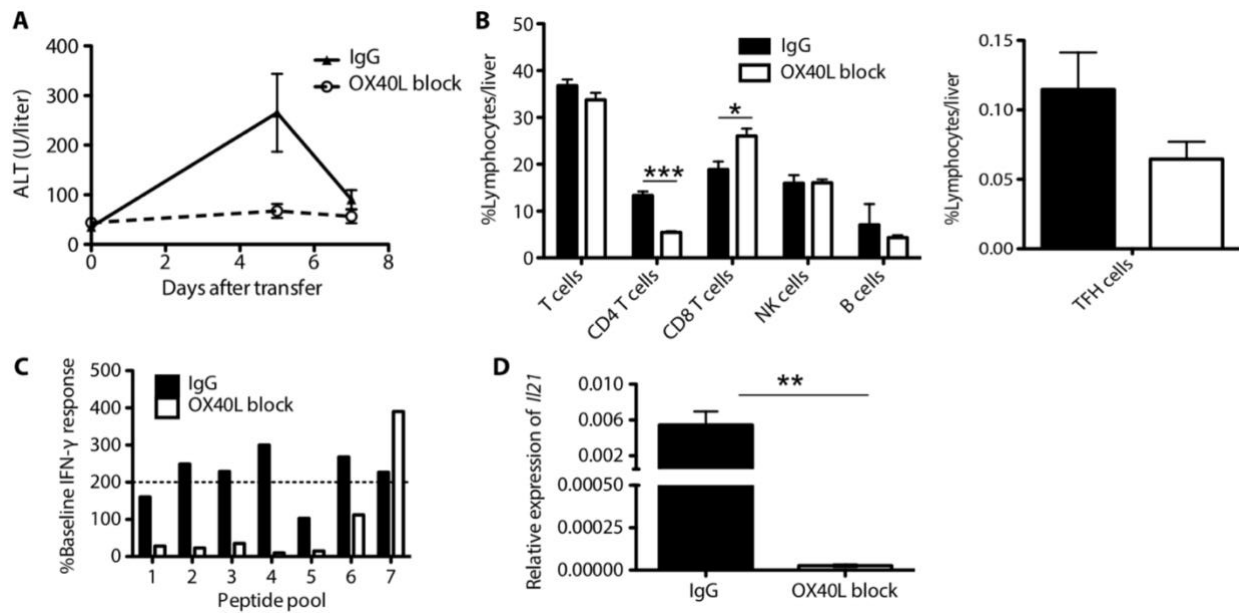 A
ALT (U/liter)
400
300
200
100
0
0 2 4 6 8
Days after transfer
IgG
OX40L block
B
%Lymphocytes/liver
50
40
30
20
10
0
IgG
OX40L block
***
*
T cells
CD4 T cells
CD8 T cells
NK cells
B cells
%Lymphocytes/liver
0.15
0.10
0.05
0.00
TFH cells
C
%Baseline IFN-γ response
500
400
300
200
100
0
IgG
OX40L block
1 2 3 4 5 6 7
Peptide pool
D
Relative expression of Il21
0.010
0.006
0.002
0.00050
0.00025
0.00000
**
IgG OX40L block